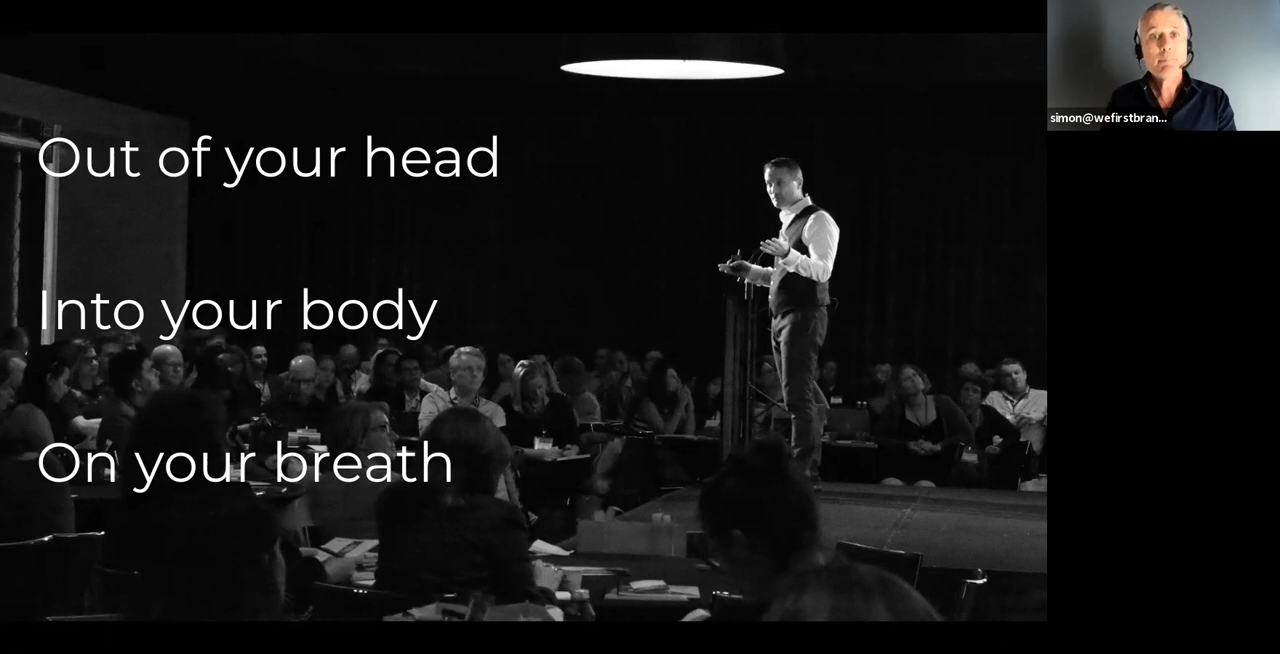 Out of your head
Into your body
On your breath
simon@wefirstbran...